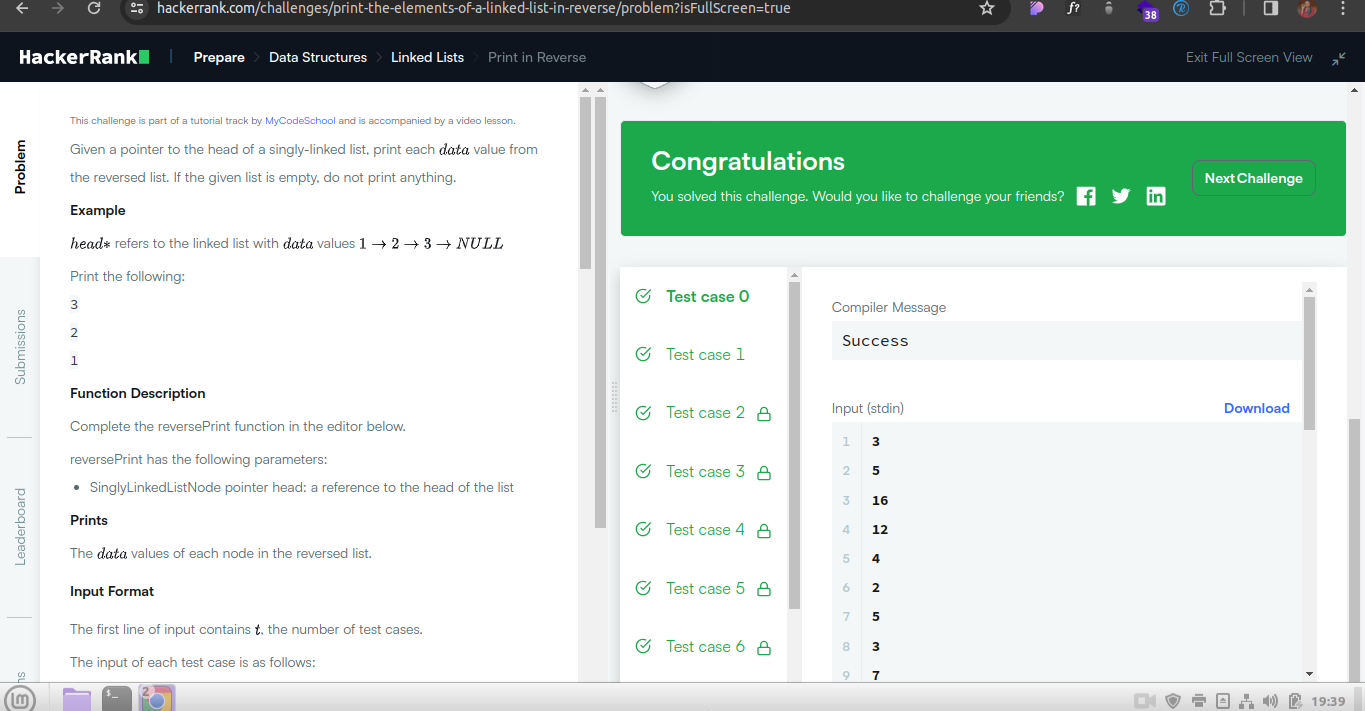 hackerrank.com/challenges/print-the-elements-of-a-linked-list-in-reverse/problem?isFullScreen=true
f?
38
HackerRank
Prepare
Data Structures
Linked Lists
Print in Reverse
Exit Full Screen View
Problem
Submissions
Leaderboard
This challenge is part of a tutorial track by MyCodeSchool and is accompanied by a video lesson.
Given a pointer to the head of a singly-linked list, print each data value from
the reversed list. If the given list is empty, do not print anything.
Example
head* refers to the linked list with data values 1 → 2 → 3 → NULL
Print the following:
3
2
1
Function Description
Complete the reversePrint function in the editor below.
reversePrint has the following parameters:
• SinglyLinkedListNode pointer head: a reference to the head of the list
Prints
The data values of each node in the reversed list.
Input Format
The first line of input contains t, the number of test cases.
The input of each test case is as follows:
Congratulations
You solved this challenge. Would you like to challenge your friends?
Next Challenge
Test case 0
Test case 1
Test case 2
Test case 3
Test case 4
Test case 5
Test case 6
Compiler Message
Success
Input (stdin)
Download
1 3
2 5
3 16
4 12
5 4
6 2
7 5
8 3
9 7
2
19:39